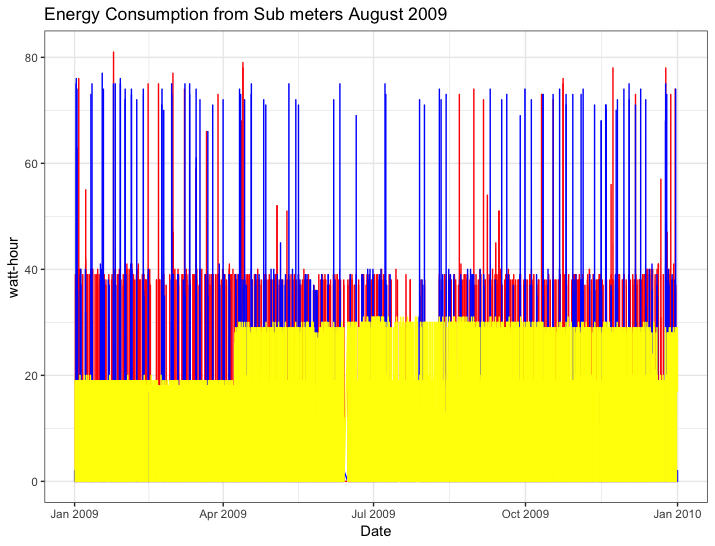 Energy Consumption from Sub meters August 2009
80
60
40
20
0
watt-hour
Jan 2009 Apr 2009 Jul 2009 Oct 2009 Jan 2010
Date